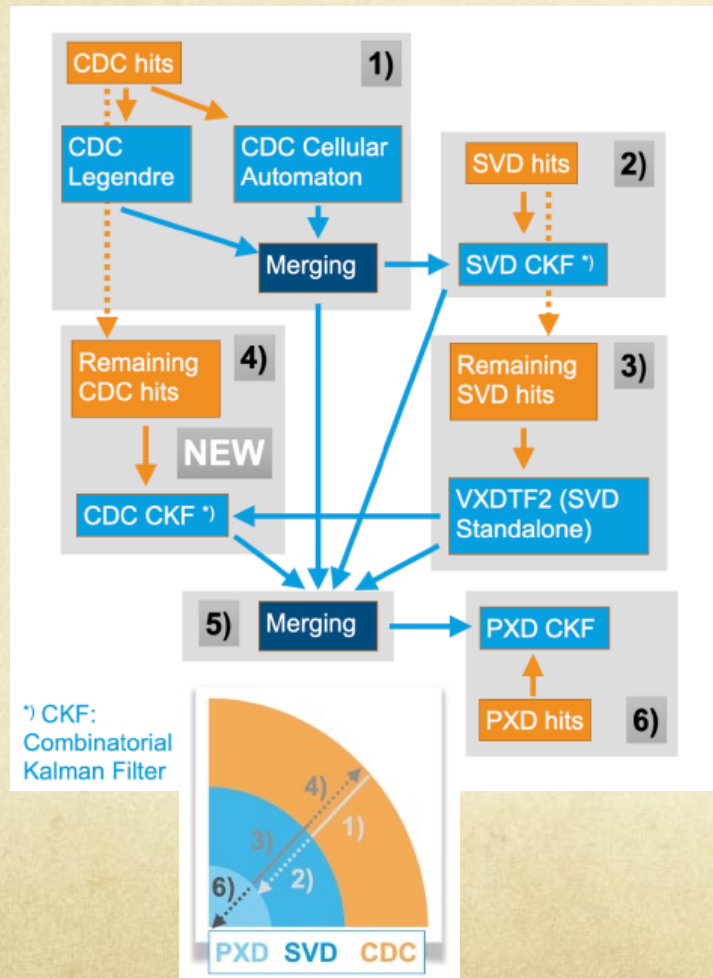 CDC hits
1)
CDC
Legendre
CDC Cellular
Automaton
Merging
SVD hits
2)
SVD CKF *)
Remaining
CDC hits
4)
NEW
CDC CKF *)
Remaining
SVD hits
3)
VXDTF2 (SVD
Standalone)
5)
Merging
PXD CKF
PXD hits
6)
*) CKF:
Combinatorial
Kalman Filter
4)
1)
3)
2)
6)
PXD SVD CDC